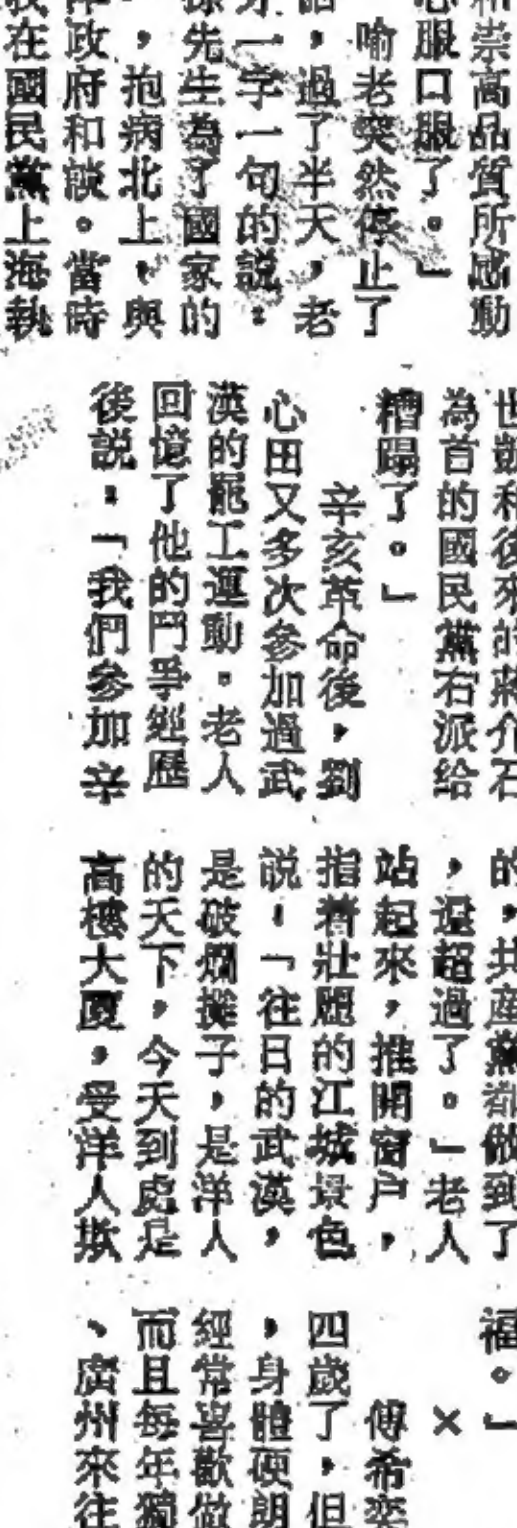 和崇高品質所感動
心服口服了。」
喻老突然停止了
話，過了半天，老
才一字一句的説：
孫先生為了國家的
，抱病北上，與
洋政府和談。當時
我在國民黨上海執
世凱和後來的蔣介石
為首的國民黨右派給
糟蹋了。」
辛亥革命後，劉
心田又多次參加過武
漢的罷工運動。老人
回憶了他的鬥爭經歷
後説：「我們參加辛
的，共産黨都做到了
，還超過了。」老人
站起來，推開窗户，
指着壯麗的江城景色
説：「往日的武漢，
是破爛攤子，是洋人
的天下，今天到處是
高樓大厦，受洋人欺
福。」
×
傅希奕
四歲了，但
，身體硬朗
經常喜歡做
而且每年獨
、廣州來往